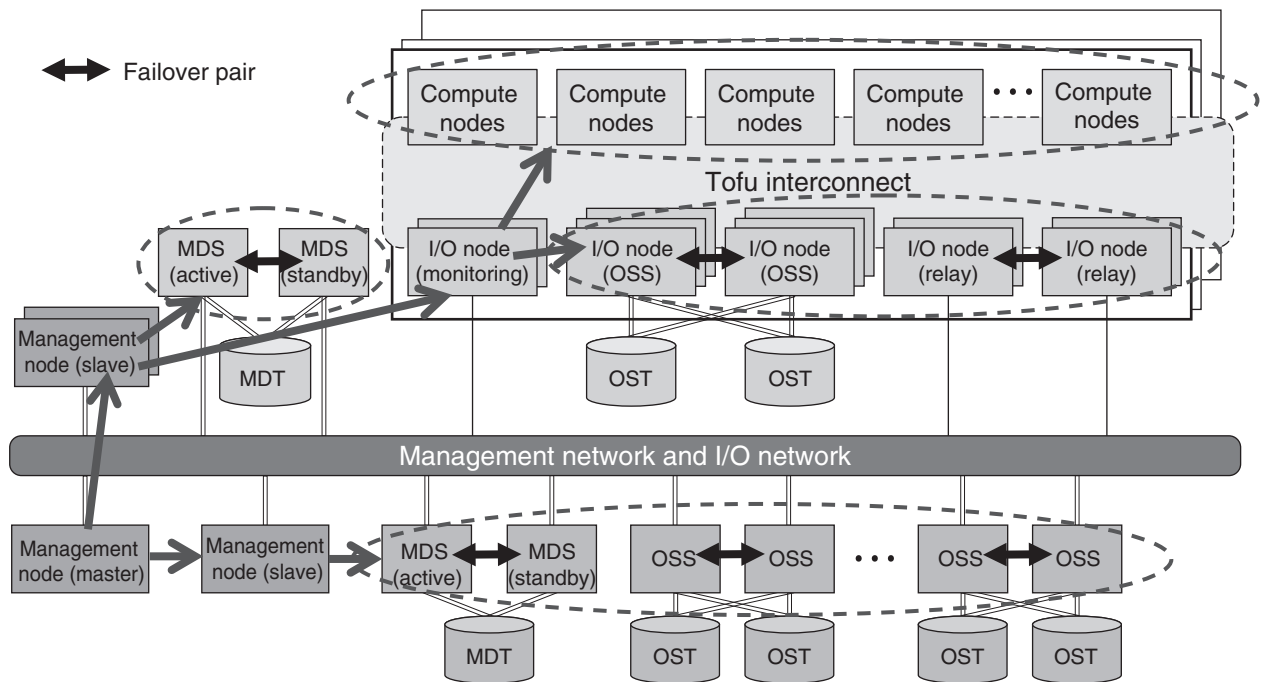 Failover pair
Compute
nodes
Compute
nodes
Compute
nodes
Compute
nodes
• • •
Compute
nodes
Tofu interconnect
MDS
(active)
MDS
(standby)
I/O node
(monitoring)
I/O node
(OSS)
I/O node
(OSS)
I/O node
(relay)
I/O node
(relay)
Management
node (slave)
MDT
OST
OST
Management network and I/O network
Management
node (master)
Management
node (slave)
MDS
(active)
MDS
(standby)
OSS
OSS
• • •
OSS
OSS
MDT
OST
OST
OST
OST